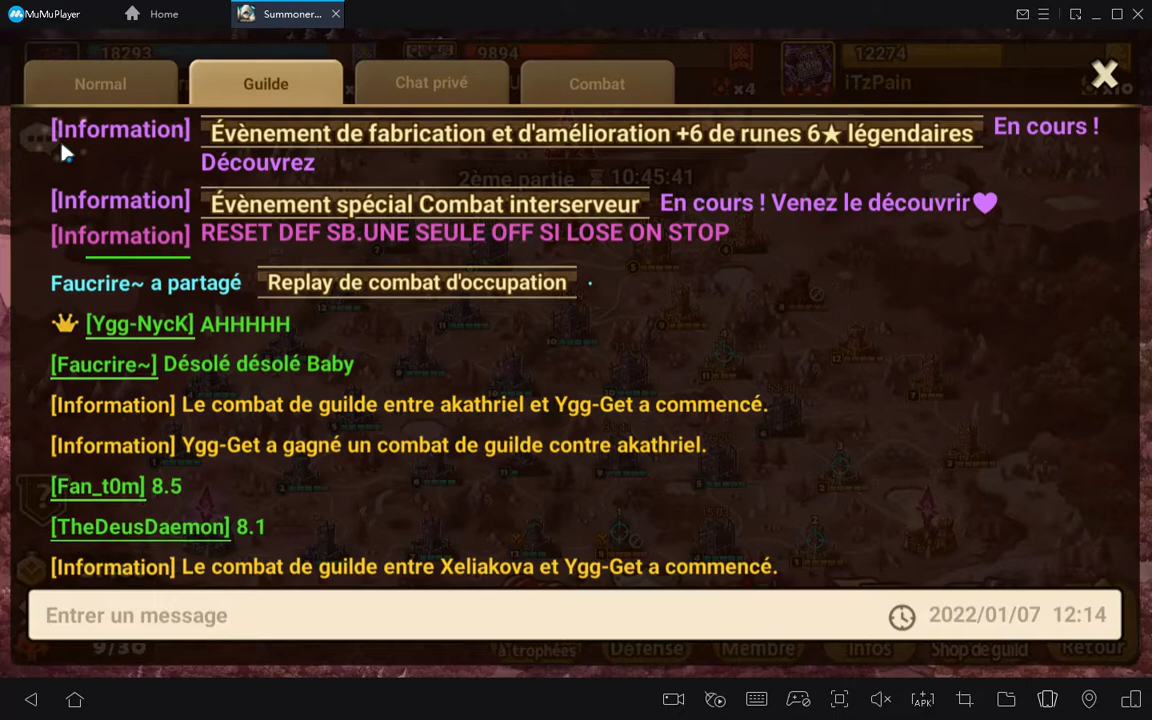 MuMuPlayer Home Summoner...
18293 9894 12274
iTzPain
Normal Guilde Chat privé Combat
x4 x10
[Information] Évènement de fabrication et d'amélioration +6 de runes 6★ légendaires En cours !
Découvrez
2ème partie 10:45:41
[Information] Évènement spécial Combat interserveur En cours ! Venez le découvrir💜
[Information] RESET DEF SB.UNE SEULE OFF SI LOSE ON STOP
Faucrire~ a partagé Replay de combat d'occupation .
[Ygg-NycK] AHHHHH
[Faucrire~] Désolé désolé Baby
[Information] Le combat de guilde entre akathriel et Ygg-Get a commencé.
[Information] Ygg-Get a gagné un combat de guilde contre akathriel.
[Fan_t0m] 8.5
[TheDeusDaemon] 8.1
[Information] Le combat de guilde entre Xeliakova et Ygg-Get a commencé.
Entrer un message 2022/01/07 12:14
9/30 à trophées Défense Membre Infos Shop de guild Retour